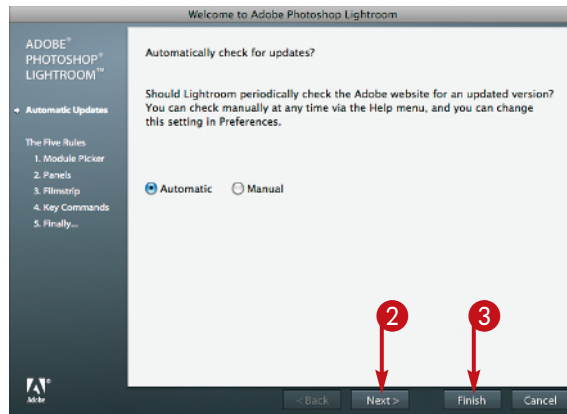 Welcome to Adobe Photoshop Lightroom
ADOBE®
PHOTOSHOP®
LIGHTROOM™
Automatic Updates
The Five Rules
1. Module Picker
2. Panels
3. Filmstrip
4. Key Commands
5. Finally...
Automatically check for updates?
Should Lightroom periodically check the Adobe website for an updated version?
You can check manually at any time via the Help menu, and you can change
this setting in Preferences.
Automatic
Manual
2
3
Adobe
< Back
Next >
Finish
Cancel